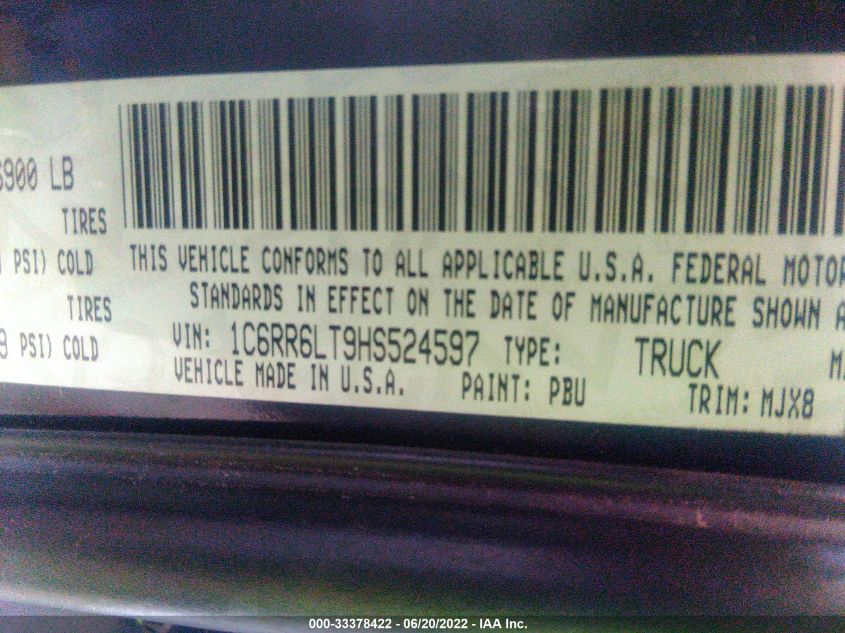 6900 LB
TIRES
PSI) COLD
THIS VEHICLE CONFORMS TO ALL APPLICABLE U.S.A. FEDERAL MOTOR
TIRES
STANDARDS IN EFFECT ON THE DATE OF MANUFACTURE SHOWN A
9 PSI) COLD
VIN: 1C6RR6LT9HS524597 TYPE: TRUCK
VEHICLE MADE IN U.S.A. PAINT: PBU TRIM: MJX8
000-33378422 - 06/20/2022 - IAA Inc.